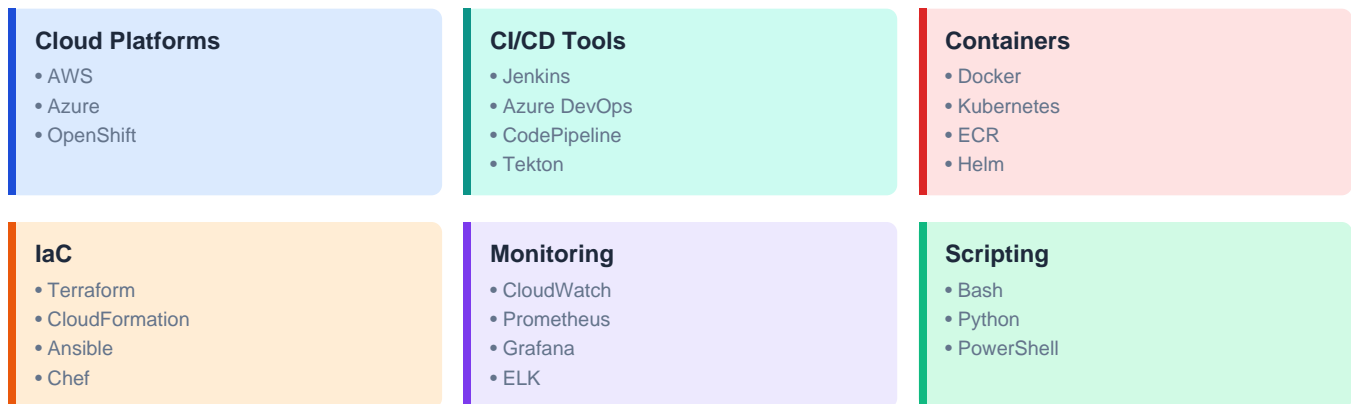 Cloud Platforms
• AWS
• Azure
• OpenShift
CI/CD Tools
• Jenkins
• Azure DevOps
• CodePipeline
• Tekton
Containers
• Docker
• Kubernetes
• ECR
• Helm
IaC
• Terraform
• CloudFormation
• Ansible
• Chef
Monitoring
• CloudWatch
• Prometheus
• Grafana
• ELK
Scripting
• Bash
• Python
• PowerShell